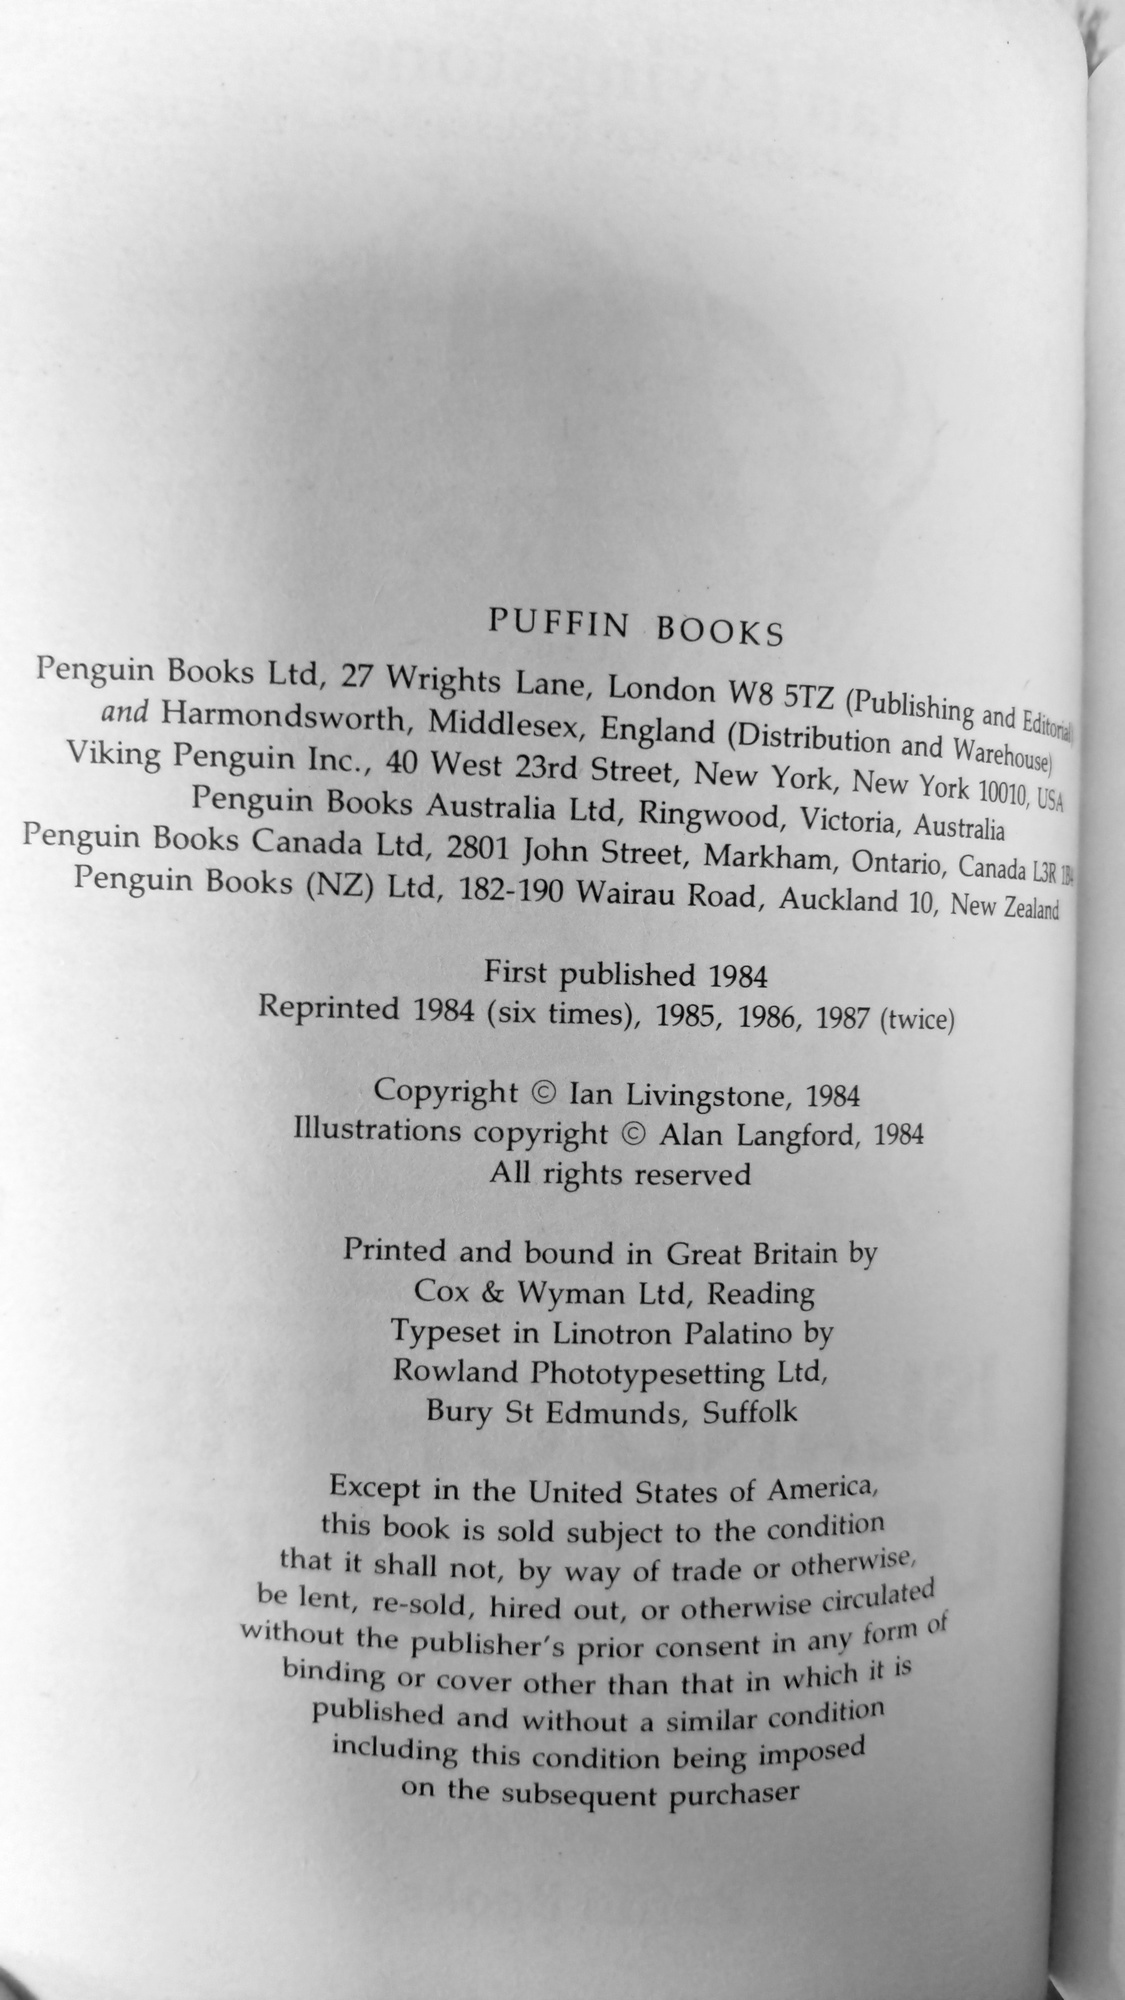 PUFFIN BOOKS
Penguin Books Ltd, 27 Wrights Lane, London W8 5TZ (Publishing and Editorial)
and Harmondsworth, Middlesex, England (Distribution and Warehouse)
Viking Penguin Inc., 40 West 23rd Street, New York, New York 10010, USA
Penguin Books Australia Ltd, Ringwood, Victoria, Australia
Penguin Books Canada Ltd, 2801 John Street, Markham, Ontario, Canada L3R 1B4
Penguin Books (NZ) Ltd, 182-190 Wairau Road, Auckland 10, New Zealand
First published 1984
Reprinted 1984 (six times), 1985, 1986, 1987 (twice)
Copyright © Ian Livingstone, 1984
Illustrations copyright © Alan Langford, 1984
All rights reserved
Printed and bound in Great Britain by
Cox & Wyman Ltd, Reading
Typeset in Linotron Palatino by
Rowland Phototypesetting Ltd,
Bury St Edmunds, Suffolk
Except in the United States of America,
this book is sold subject to the condition
that it shall not, by way of trade or otherwise,
be lent, re-sold, hired out, or otherwise circulated
without the publisher's prior consent in any form of
binding or cover other than that in which it is
published and without a similar condition
including this condition being imposed
on the subsequent purchaser